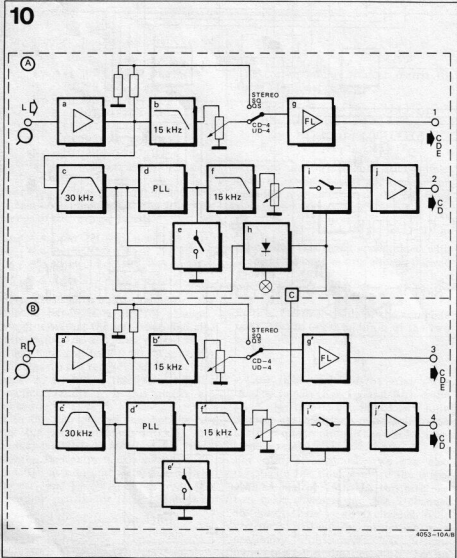 10
A
L
a
b
15 kHz
STEREO
SQ
QS
CD-4
UD-4
g
FL
1
C
D
E
c
30 kHz
d
PLL
f
15 kHz
i
j
2
C
D
e
h
C
B
R
a'
b'
15 kHz
STEREO
SQ
QS
CD-4
UD-4
g'
FL
3
C
D
E
c'
30 kHz
d'
PLL
f'
15 kHz
i'
j'
4
C
D
e'
4053-10A/B